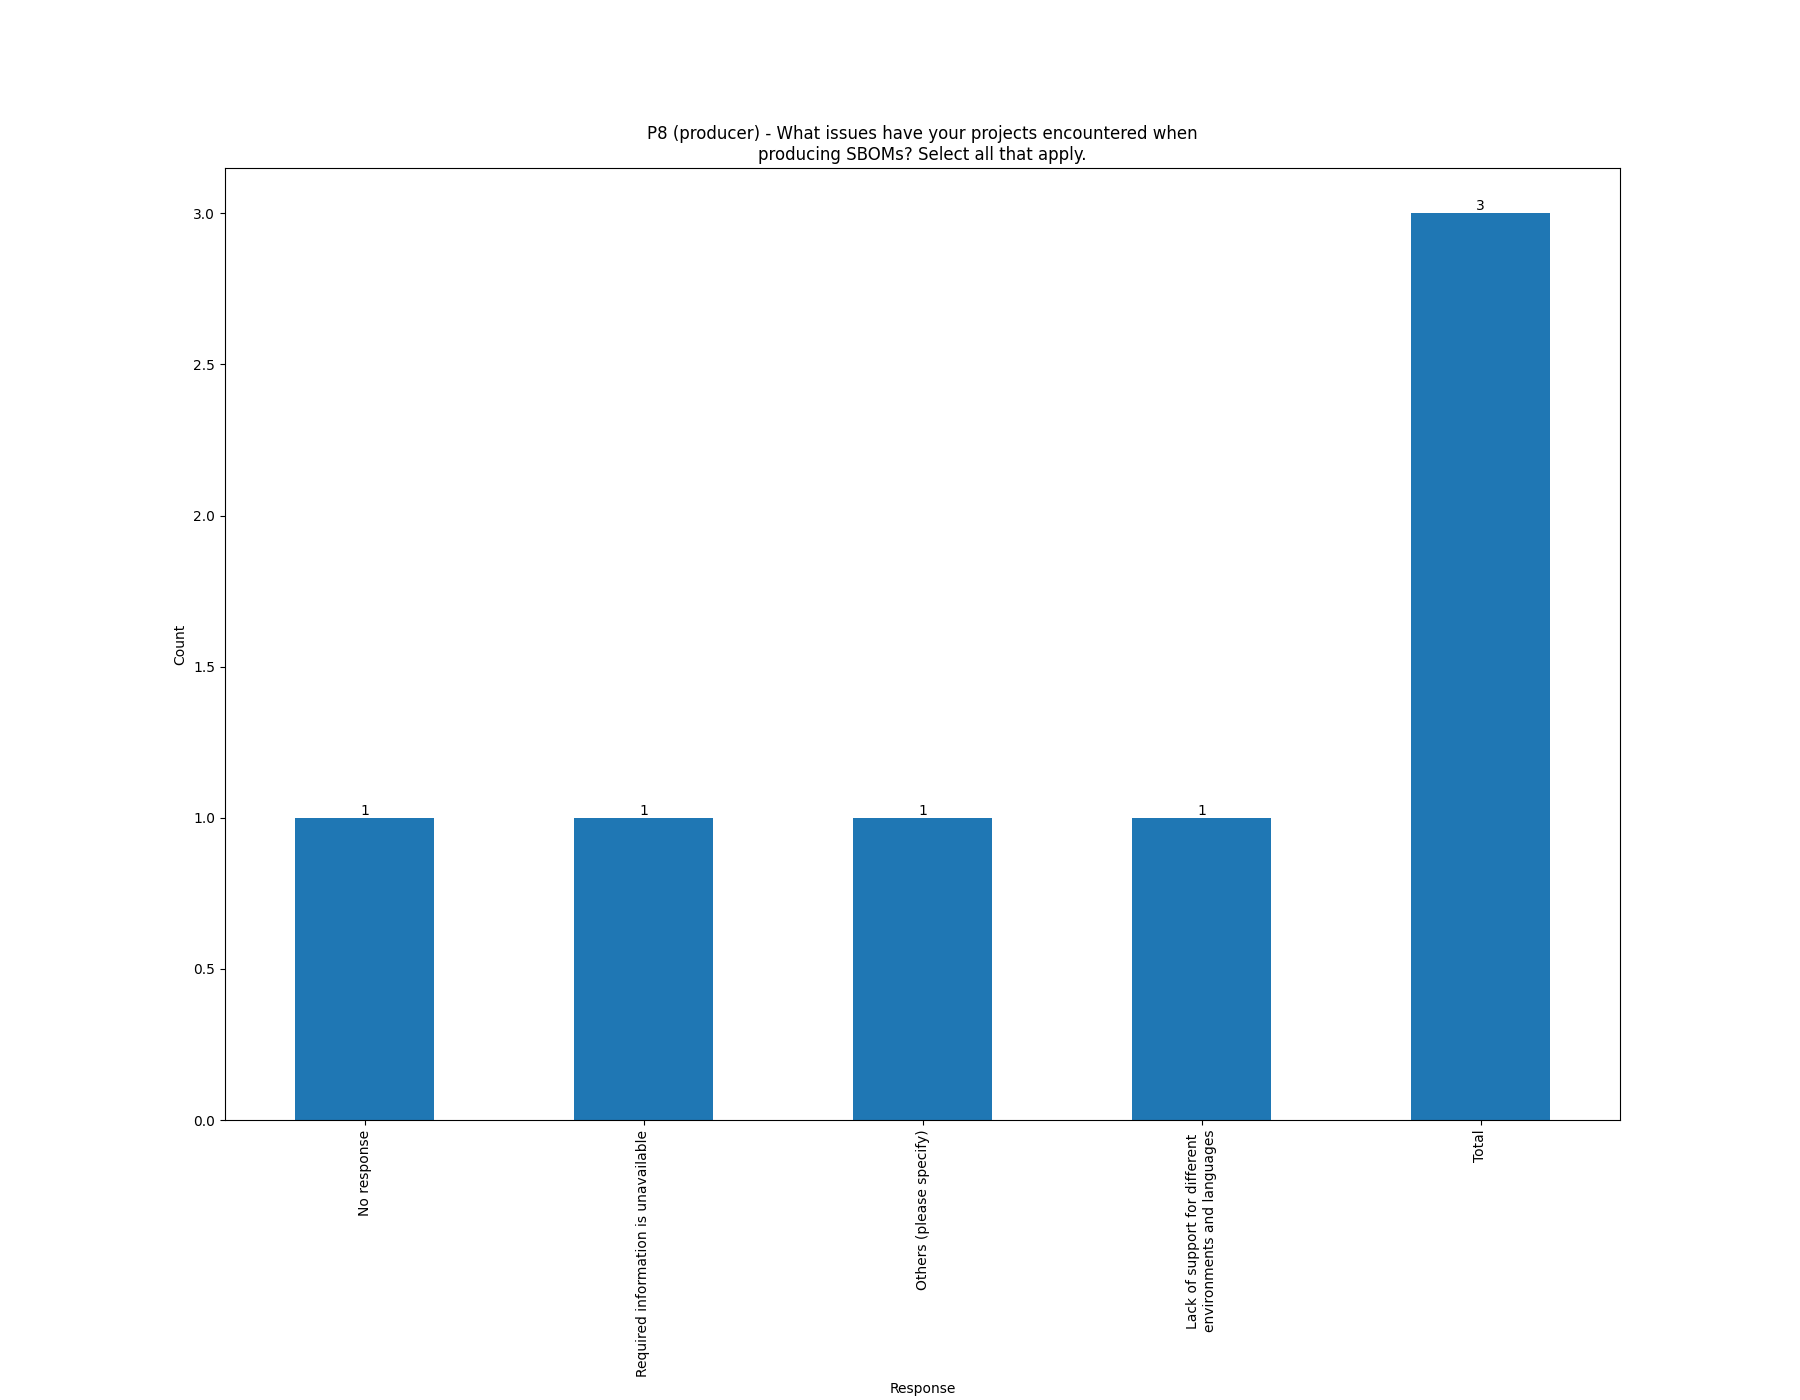 P8 (producer) - What issues have your projects encountered when
producing SBOMs? Select all that apply.
3.0
2.5
2.0
1.5
1.0
0.5
0.0
Count
1
1
1
1
3
No response
Required information is unavailable
Others (please specify)
Lack of support for different
environments and languages
Total
Response